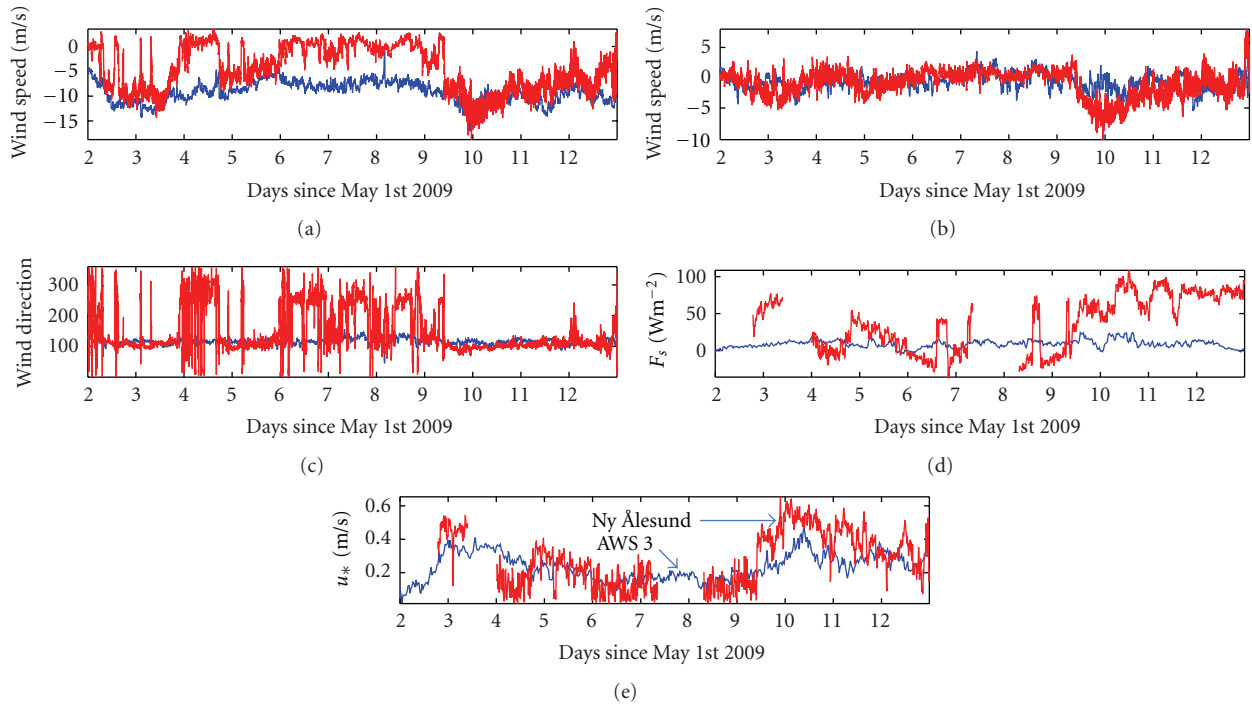 Wind speed (m/s)
0
−5
−10
−15
2 3 4 5 6 7 8 9 10 11 12
Days since May 1st 2009
(a)
Wind speed (m/s)
5
0
−5
−10
2 3 4 5 6 7 8 9 10 11 12
Days since May 1st 2009
(b)
Wind direction
300
200
100
2 3 4 5 6 7 8 9 10 11 12
Days since May 1st 2009
(c)
F_s (Wm−2)
100
50
0
2 3 4 5 6 7 8 9 10 11 12
Days since May 1st 2009
(d)
u_* (m/s)
0.6
0.4
0.2
Ny Ålesund
AWS 3
2 3 4 5 6 7 8 9 10 11 12
Days since May 1st 2009
(e)